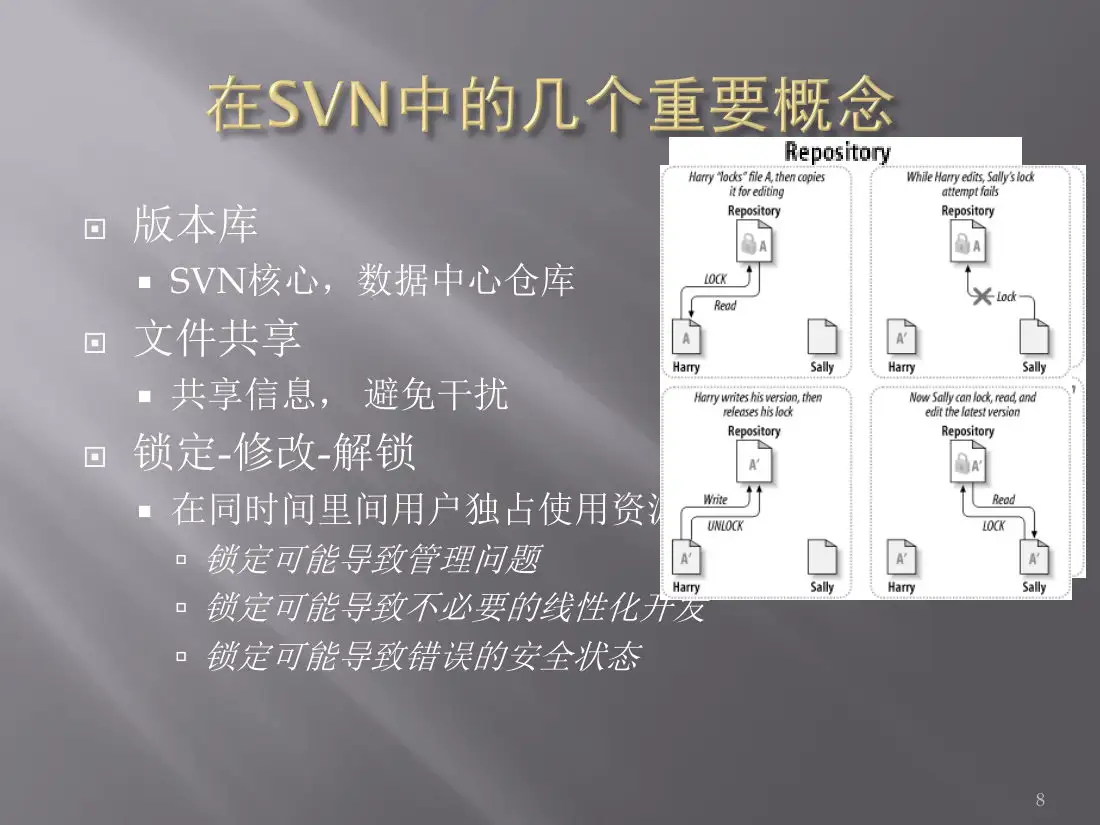 在SVN中的几个重要概念
版本库
SVN核心，数据中心仓库
文件共享
共享信息， 避免干扰
锁定-修改-解锁
在同时间里间用户独占使用资
锁定可能导致管理问题
锁定可能导致不必要的线性化开发
锁定可能导致错误的安全状态
Repository
Harry "locks" file A, then copies
it for editing
Repository
A
LOCK
Read
A
Harry
Sally
While Harry edits, Sally's lock
attempt fails
Repository
A
Lock
A'
Harry
Sally
Harry writes his version, then
releases his lock
Repository
A'
Write
UNLOCK
A'
Harry
Sally
Now Sally can lock, read, and
edit the latest version
Repository
A'
Read
LOCK
A'
A'
Harry
Sally
8